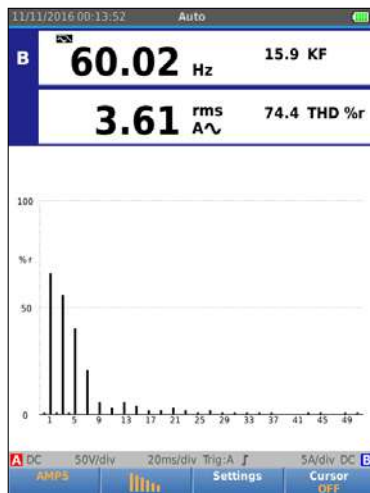 11/11/2016 00:13:52 Auto
B 60.02 Hz 15.9 KF
3.61 rms A∿ 74.4 THD %r
100
%r
50
0
1 5 9 13 17 21 25 29 33 37 41 45 49
A DC 50V/div 20ms/div Trig:A ʃ 5A/div DC B
AMPS Settings Cursor
OFF